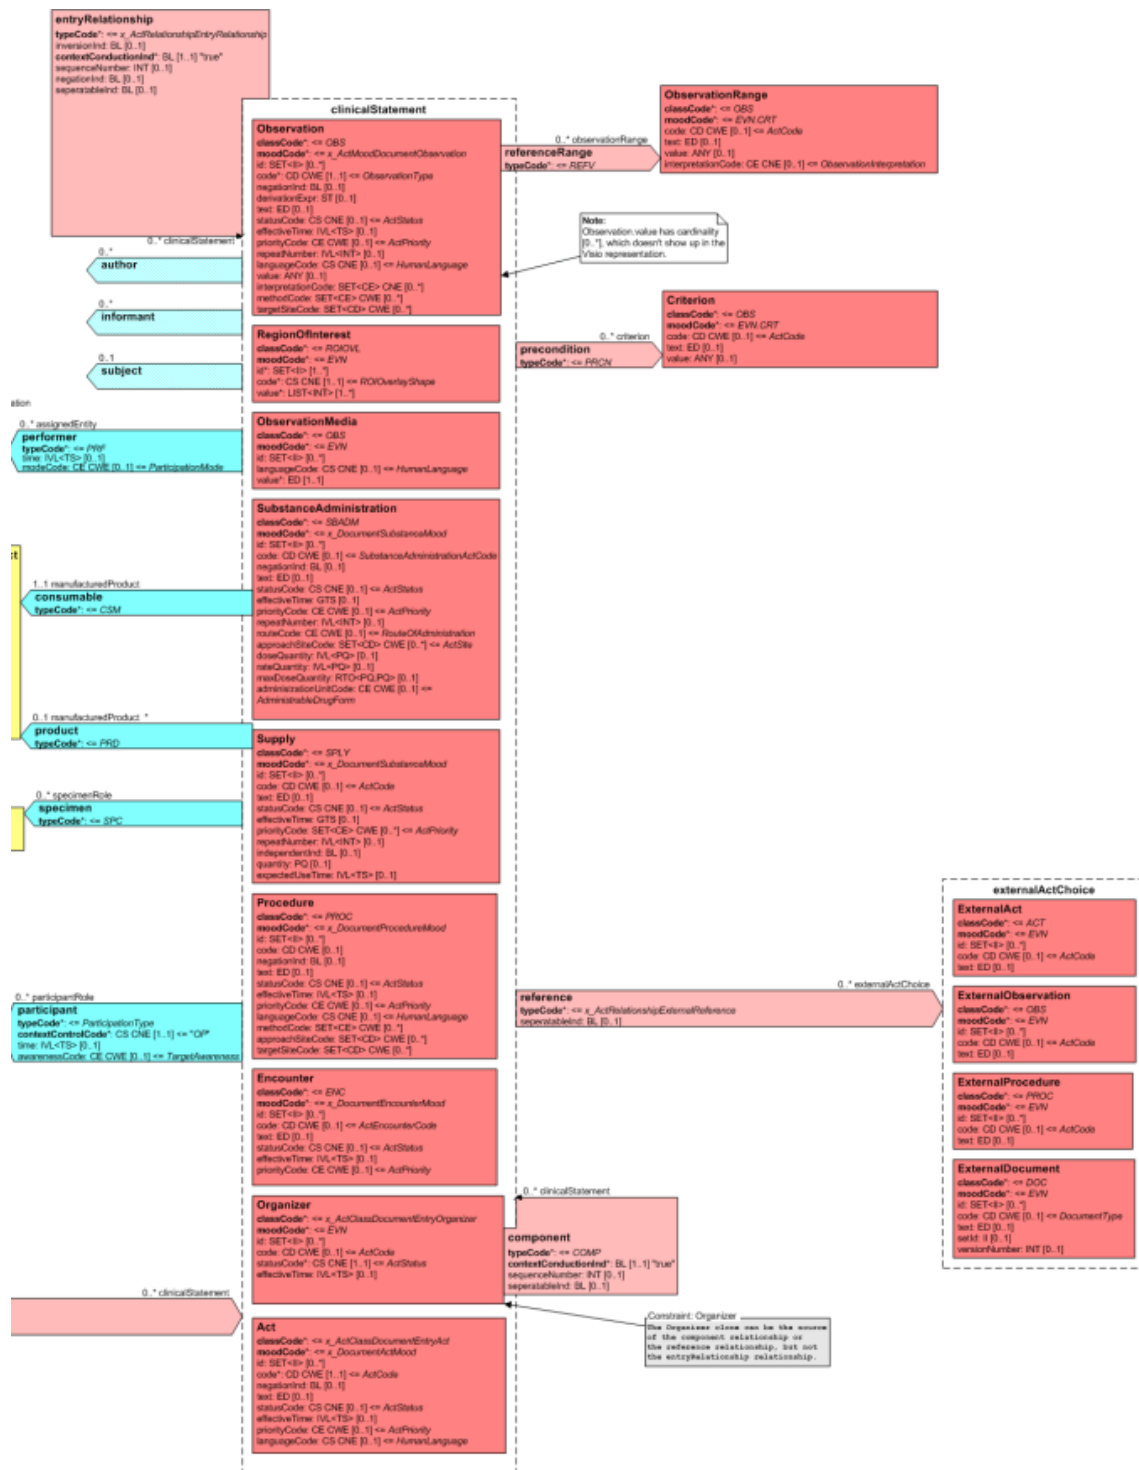 entryRelationship
typeCode*: <= x_ActRelationshipEntryRelationship
inversionInd: BL [0..1]
contextConductionInd*: BL [1..1] "true"
sequenceNumber: INT [0..1]
negationInd: BL [0..1]
seperatableInd: BL [0..1]
0..* clinicalStatement
0..*
author
0..*
informant
0..1
subject
0..* assignedEntity
performer
typeCode*: <= PRF
time: IVL<TS> [0..1]
modeCode: CE CWE [0..1] <= ParticipationMode
1..1 manufacturedProduct
consumable
typeCode*: <= CSM
0..1 manufacturedProduct *
product
typeCode*: <= PRD
0..* specimenRole
specimen
typeCode*: <= SPC
0..* participantRole
participant
typeCode*: <= ParticipationType
contextControlCode*: CS CNE [1..1] <= "OP"
time: IVL<TS> [0..1]
awarenessCode: CE CWE [0..1] <= TargetAwareness
0..* clinicalStatement
clinicalStatement
Observation
classCode*: <= OBS
moodCode*: <= x_ActMoodDocumentObservation
id: SET<II> [0..*]
code*: CD CWE [1..1] <= ObservationType
negationInd: BL [0..1]
derivationExpr: ST [0..1]
text: ED [0..1]
statusCode: CS CNE [0..1] <= ActStatus
effectiveTime: IVL<TS> [0..1]
priorityCode: CE CWE [0..1] <= ActPriority
repeatNumber: IVL<INT> [0..1]
languageCode: CS CNE [0..1] <= HumanLanguage
value: ANY [0..1]
interpretationCode: SET<CE> CNE [0..*]
methodCode: SET<CE> CWE [0..*]
targetSiteCode: SET<CD> CWE [0..*]
RegionOfInterest
classCode*: <= ROIOVL
moodCode*: <= EVN
id*: SET<II> [1..*]
code*: CS CNE [1..1] <= ROIOverlayShape
value*: LIST<INT> [1..*]
ObservationMedia
classCode*: <= OBS
moodCode*: <= EVN
id: SET<II> [0..*]
languageCode: CS CNE [0..1] <= HumanLanguage
value*: ED [1..1]
SubstanceAdministration
classCode*: <= SBADM
moodCode*: <= x_DocumentSubstanceMood
id: SET<II> [0..*]
code: CD CWE [0..1] <= SubstanceAdministrationActCode
negationInd: BL [0..1]
text: ED [0..1]
statusCode: CS CNE [0..1] <= ActStatus
effectiveTime: GTS [0..1]
priorityCode: CE CWE [0..1] <= ActPriority
repeatNumber: IVL<INT> [0..1]
routeCode: CE CWE [0..1] <= RouteOfAdministration
approachSiteCode: SET<CD> CWE [0..*] <= ActSite
doseQuantity: IVL<PQ> [0..1]
rateQuantity: IVL<PQ> [0..1]
maxDoseQuantity: RTO<PQ,PQ> [0..1]
administrationUnitCode: CE CWE [0..1] <=
AdministrableDrugForm
Supply
classCode*: <= SPLY
moodCode*: <= x_DocumentSubstanceMood
id: SET<II> [0..*]
code: CD CWE [0..1] <= ActCode
text: ED [0..1]
statusCode: CS CNE [0..1] <= ActStatus
effectiveTime: GTS [0..1]
priorityCode: SET<CE> CWE [0..*] <= ActPriority
repeatNumber: IVL<INT> [0..1]
independentInd: BL [0..1]
quantity: PQ [0..1]
expectedUseTime: IVL<TS> [0..1]
Procedure
classCode*: <= PROC
moodCode*: <= x_DocumentProcedureMood
id: SET<II> [0..*]
code: CD CWE [0..1]
negationInd: BL [0..1]
text: ED [0..1]
statusCode: CS CNE [0..1] <= ActStatus
effectiveTime: IVL<TS> [0..1]
priorityCode: CE CWE [0..1] <= ActPriority
languageCode: CS CNE [0..1] <= HumanLanguage
methodCode: SET<CE> CWE [0..*]
approachSiteCode: SET<CD> CWE [0..*]
targetSiteCode: SET<CD> CWE [0..*]
Encounter
classCode*: <= ENC
moodCode*: <= x_DocumentEncounterMood
id: SET<II> [0..*]
code: CD CWE [0..1] <= ActEncounterCode
text: ED [0..1]
statusCode: CS CNE [0..1] <= ActStatus
effectiveTime: IVL<TS> [0..1]
priorityCode: CE CWE [0..1] <= ActPriority
Organizer
classCode*: <= x_ActClassDocumentEntryOrganizer
moodCode*: <= EVN
id: SET<II> [0..*]
code: CD CWE [0..1] <= ActCode
statusCode*: CS CNE [1..1] <= ActStatus
effectiveTime: IVL<TS> [0..1]
Act
classCode*: <= x_ActClassDocumentEntryAct
moodCode*: <= x_DocumentActMood
id: SET<II> [0..*]
code*: CD CWE [1..1] <= ActCode
negationInd: BL [0..1]
text: ED [0..1]
statusCode: CS CNE [0..1] <= ActStatus
effectiveTime: IVL<TS> [0..1]
priorityCode: CE CWE [0..1] <= ActPriority
languageCode: CS CNE [0..1] <= HumanLanguage
0..* observationRange
referenceRange
typeCode*: <= REFV
ObservationRange
classCode*: <= OBS
moodCode*: <= EVN.CRT
code: CD CWE [0..1] <= ActCode
text: ED [0..1]
value: ANY [0..1]
interpretationCode: CE CNE [0..1] <= ObservationInterpretation
Note:
Observation.value has cardinality
[0..*], which doesn't show up in the
Visio representation.
0..* criterion
precondition
typeCode*: <= PRCN
Criterion
classCode*: <= OBS
moodCode*: <= EVN.CRT
code: CD CWE [0..1] <= ActCode
text: ED [0..1]
value: ANY [0..1]
0..* externalActChoice
reference
typeCode*: <= x_ActRelationshipExternalReference
seperatableInd: BL [0..1]
externalActChoice
ExternalAct
classCode*: <= ACT
moodCode*: <= EVN
id: SET<II> [0..*]
code: CD CWE [0..1] <= ActCode
text: ED [0..1]
ExternalObservation
classCode*: <= OBS
moodCode*: <= EVN
id: SET<II> [0..*]
code: CD CWE [0..1] <= ActCode
text: ED [0..1]
ExternalProcedure
classCode*: <= PROC
moodCode*: <= EVN
id: SET<II> [0..*]
code: CD CWE [0..1] <= ActCode
text: ED [0..1]
ExternalDocument
classCode*: <= DOC
moodCode*: <= EVN
id: SET<II> [0..*]
code: CD CWE [0..1] <= DocumentType
text: ED [0..1]
setId: II [0..1]
versionNumber: INT [0..1]
0..* clinicalStatement
component
typeCode*: <= COMP
contextConductionInd*: BL [1..1] "true"
sequenceNumber: INT [0..1]
seperatableInd: BL [0..1]
Constraint: Organizer
The Organizer clone can be the source
of the component relationship or
the reference relationship, but not
the entryRelationship relationship.